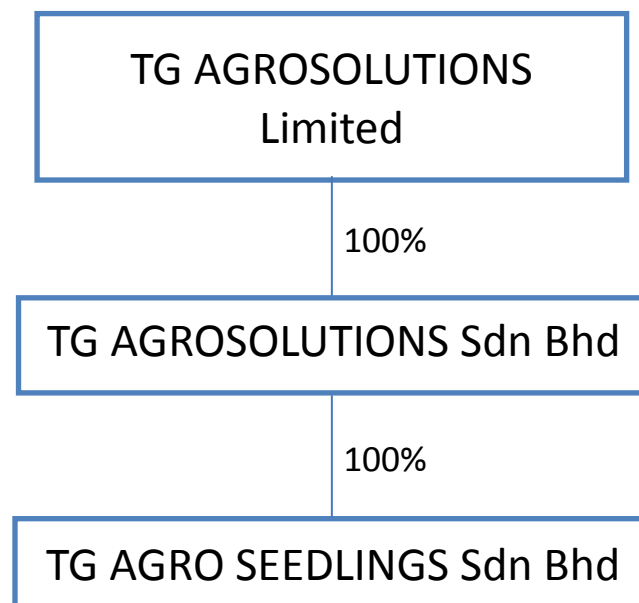 TG AGROSOLUTIONS
Limited
100%
TG AGROSOLUTIONS Sdn Bhd
100%
TG AGRO SEEDLINGS Sdn Bhd